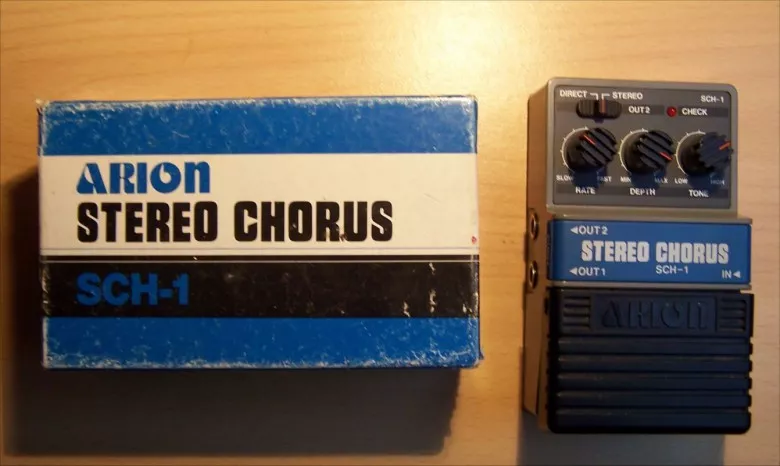 ARION
STEREO CHORUS
SCH-1
DIRECT STEREO SCH-1
OUT2 CHECK
SLOW FAST MIN MAX LOW HIGH
RATE DEPTH TONE
◄OUT2
STEREO CHORUS
◄OUT1 SCH-1 IN◄
ARION